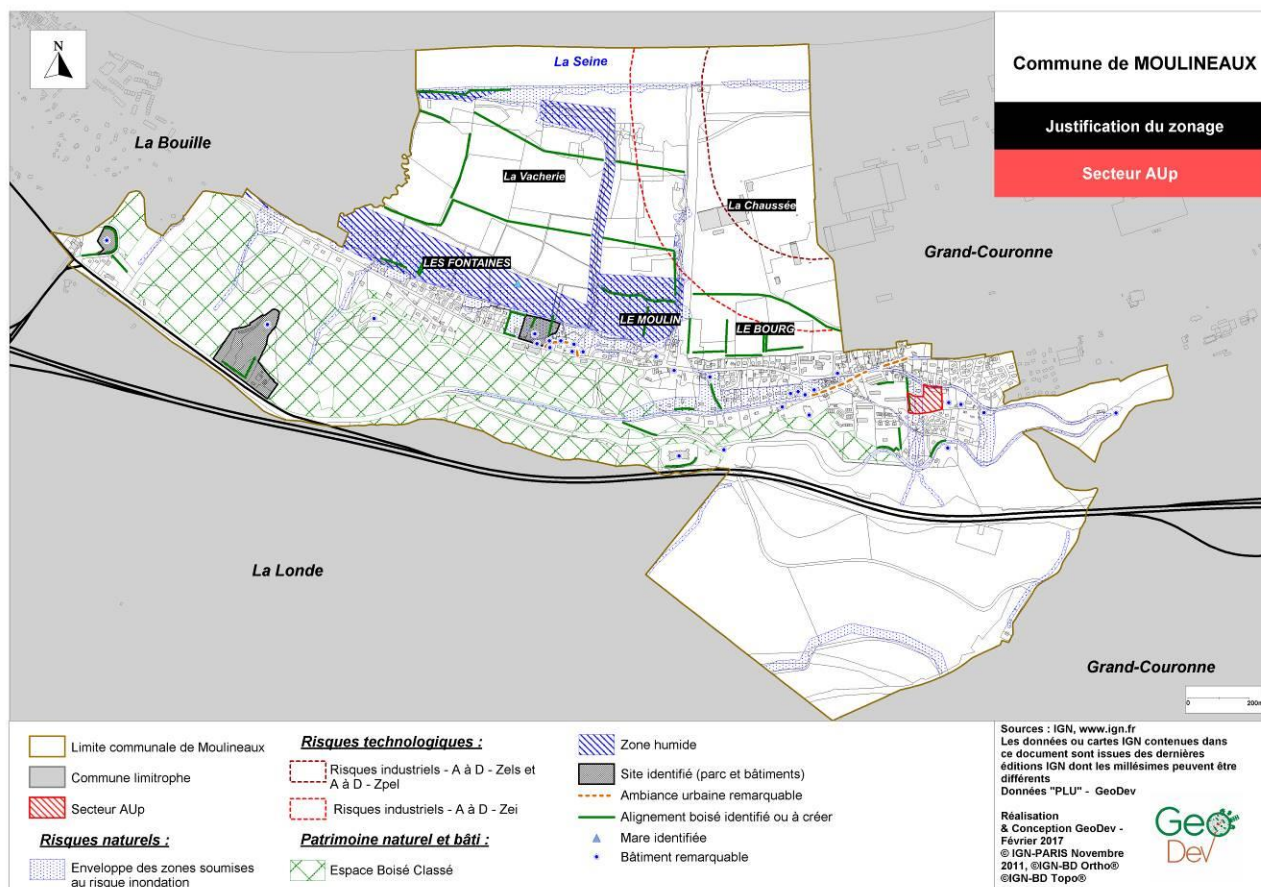 N
La Seine
Commune de MOULINEAUX
Justification du zonage
Secteur AUp
La Bouille
La Vacherie
La Chaussée
Grand-Couronne
LES FONTAINES
LE MOULIN
LE BOURG
La Londe
Grand-Couronne
0 200m
Limite communale de Moulineaux
Commune limitrophe
Secteur AUp
Risques naturels :
Enveloppe des zones soumises
au risque inondation
Risques technologiques :
Risques industriels - A à D - Zels et
A à D - Zpel
Risques industriels - A à D - Zei
Patrimoine naturel et bâti :
Espace Boisé Classé
Zone humide
Site identifié (parc et bâtiments)
Ambiance urbaine remarquable
Alignement boisé identifié ou à créer
Mare identifiée
Bâtiment remarquable
Sources : IGN, www.ign.fr
Les données ou cartes IGN contenues dans
ce document sont issues des dernières
éditions IGN dont les millésimes peuvent être
différents
Données "PLU" - GeoDev
Réalisation
& Conception GeoDev -
Février 2017
© IGN-PARIS Novembre
2011, ©IGN-BD Ortho®
©IGN-BD Topo®
Geo
Dev